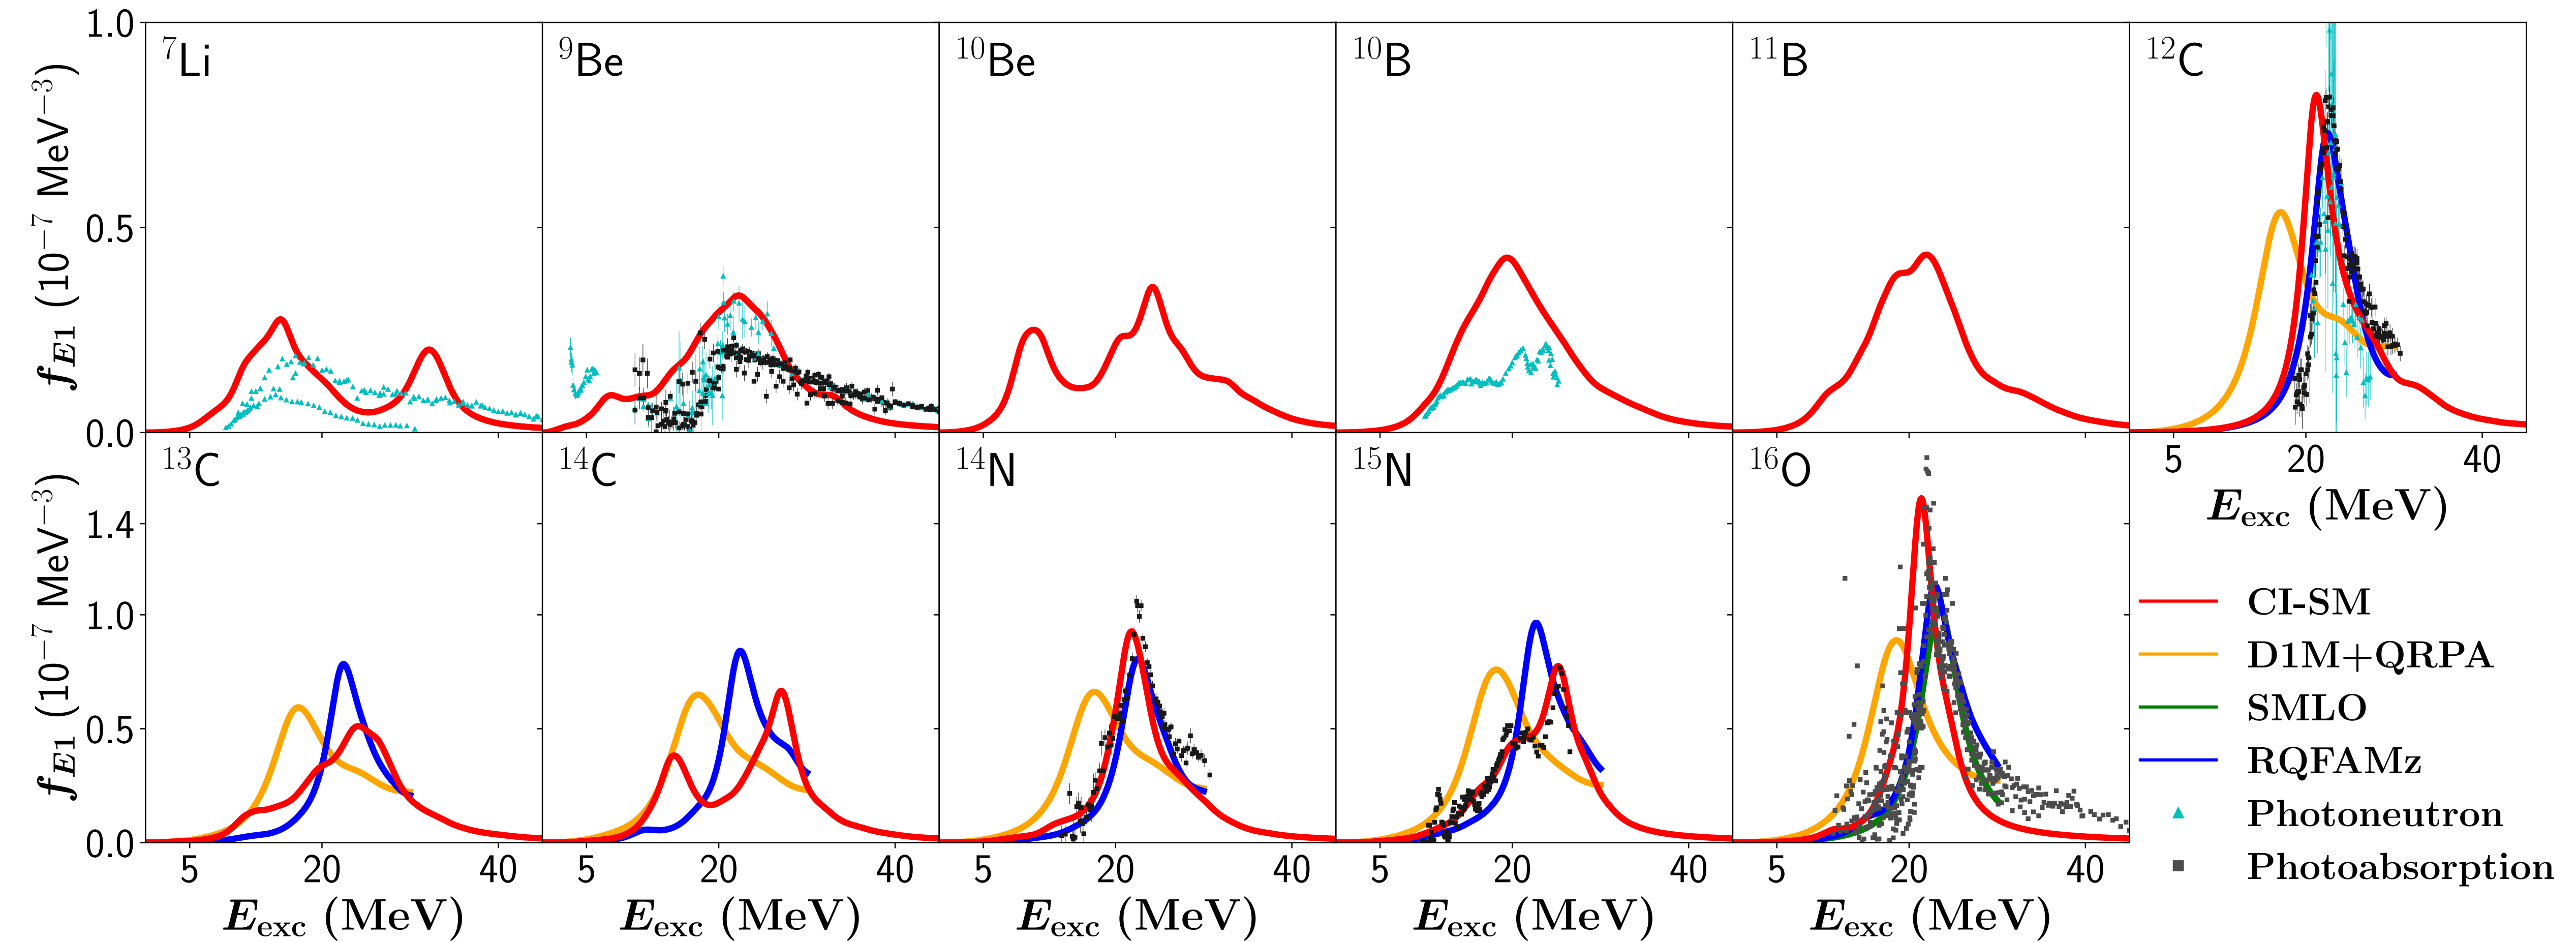 1.0
0.5
0.0
f_E1 (10^−7 MeV^−3)
^7Li
^9Be
^10Be
^10B
^11B
^12C
5 20 40
E_exc (MeV)
1.4
1.0
0.5
0.0
f_E1 (10^−7 MeV^−3)
^13C
^14C
^14N
^15N
^16O
5 20 40
5 20 40
5 20 40
5 20 40
5 20 40
E_exc (MeV)
E_exc (MeV)
E_exc (MeV)
E_exc (MeV)
E_exc (MeV)
CI-SM
D1M+QRPA
SMLO
RQFAMz
Photoneutron
Photoabsorption